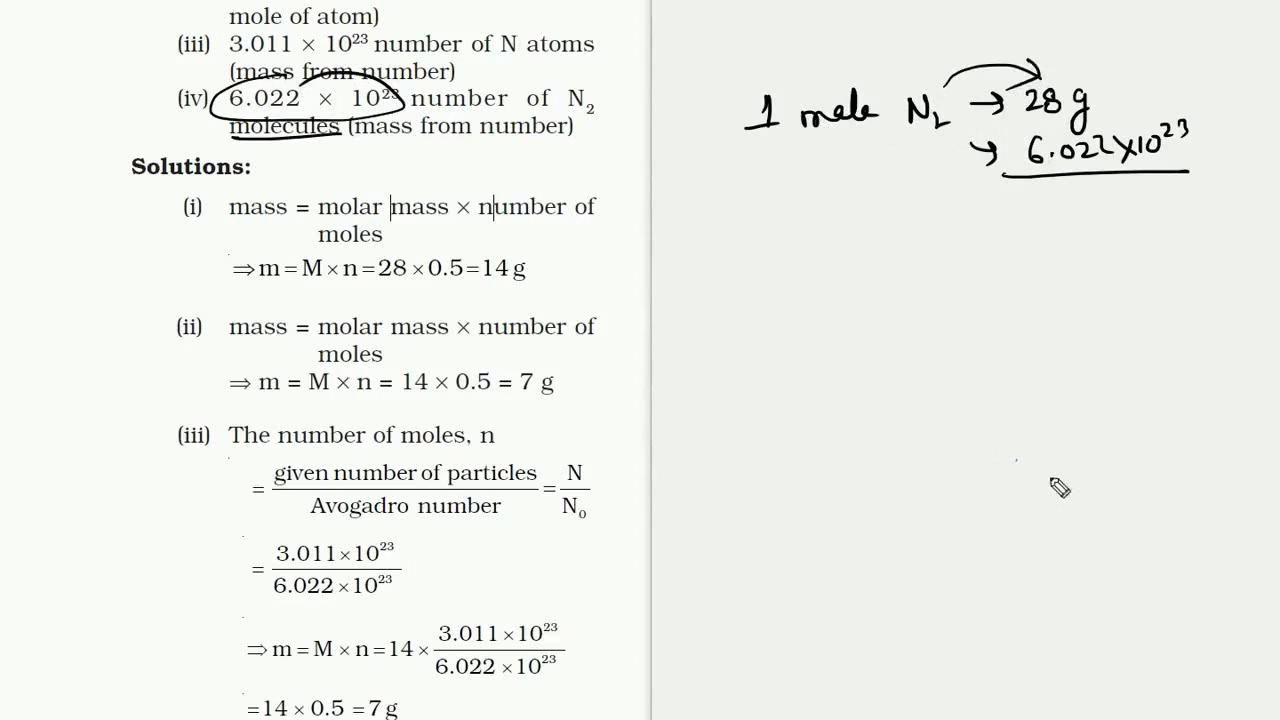 mole of atom)
(iii) 3.011 × 10²³ number of N atoms
(mass from number)
(iv) 6.022 × 10²³ number of N₂
molecules (mass from number)
Solutions:
(i) mass = molar mass × number of
moles
⇒ m = M × n = 28 × 0.5 = 14 g
(ii) mass = molar mass × number of
moles
⇒ m = M × n = 14 × 0.5 = 7 g
(iii) The number of moles, n
= given number of particles / Avogadro number = N / N₀
= 3.011 × 10²³ / 6.022 × 10²³
⇒ m = M × n = 14 × 3.011 × 10²³ / 6.022 × 10²³
= 14 × 0.5 = 7 g
1 mole N₂ → 28 g
→ 6.022 × 10²³